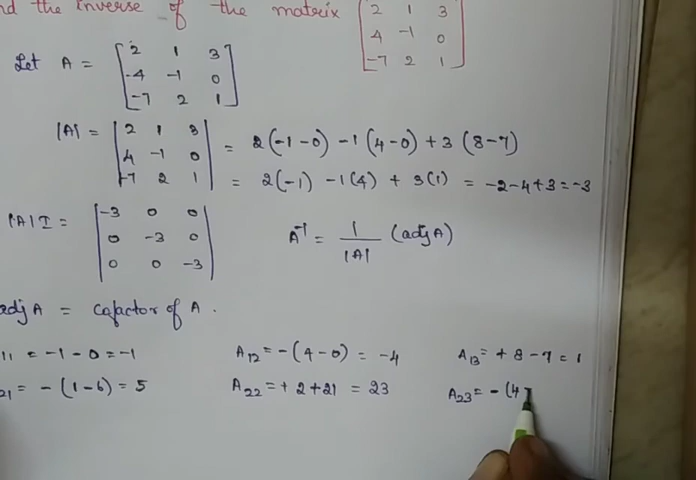 nd the inverse of the matrix [2 1 3
4 -1 0
-7 2 1]
Let A = [2 1 3
-4 -1 0
-7 2 1]
|A| = |2 1 3
4 -1 0
-7 2 1| = 2(-1-0) -1(4-0) +3(8-7)
= 2(-1) -1(4) + 3(1) = -2-4+3=-3
|A|I = |-3 0 0
0 -3 0
0 0 -3|
A⁻¹ = 1/|A| (adj A)
adj A = cofactor of A.
11 = -1-0=-1 A₁₂=-(4-0) = -4 A₁₃=+8-7=1
21= -(1-6)=5 A₂₂=+2+21 = 23 A₂₃=-(4